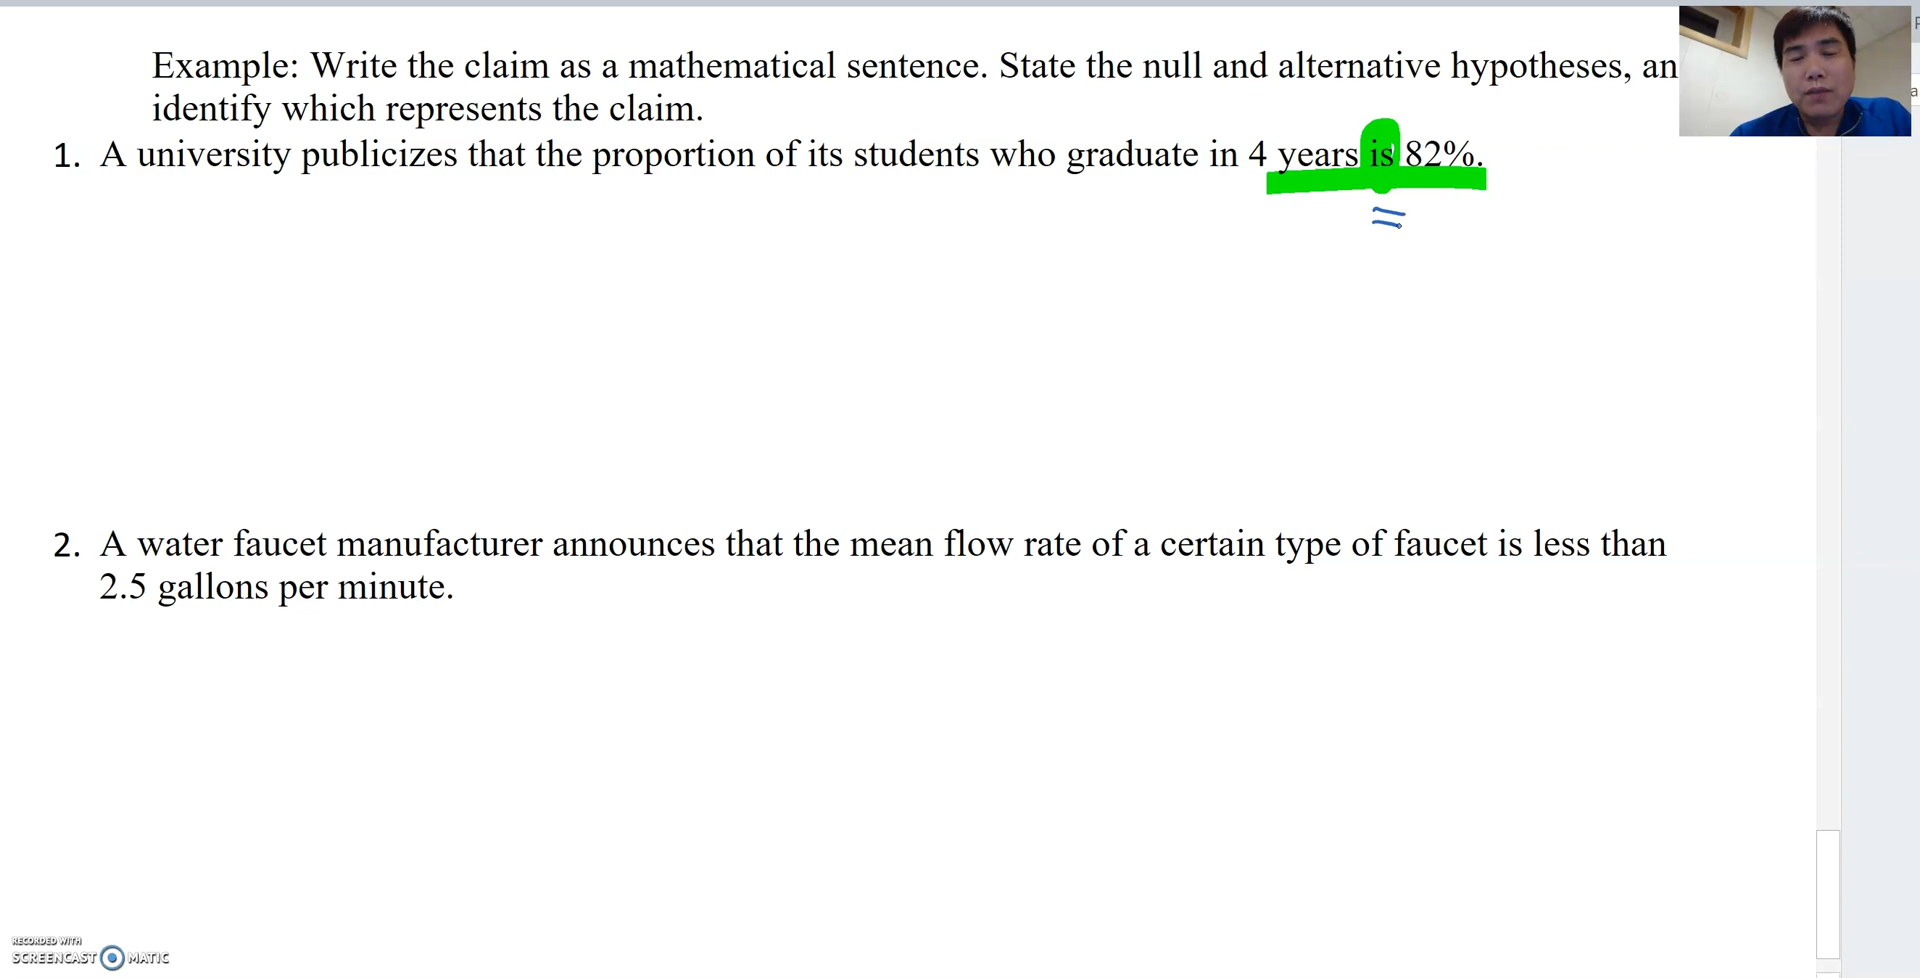 Example: Write the claim as a mathematical sentence. State the null and alternative hypotheses, an
identify which represents the claim.
1. A university publicizes that the proportion of its students who graduate in 4 years is 82%.
=
2. A water faucet manufacturer announces that the mean flow rate of a certain type of faucet is less than
2.5 gallons per minute.
RECORDED WITH
SCREENCAST MATIC